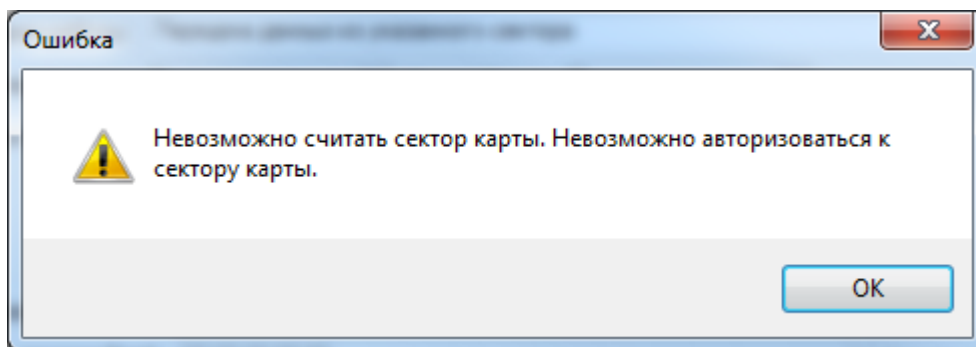 Ошибка
Невозможно считать сектор карты. Невозможно авторизоваться к
сектору карты.
OK